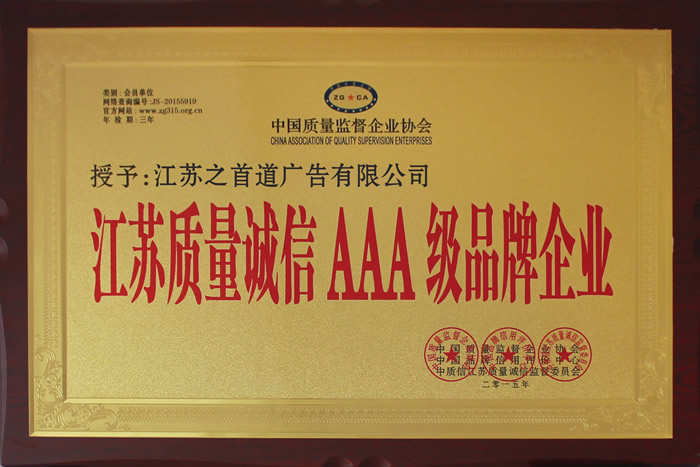 类别:会员单位
网络查询编号:JS-20155919
官方网站:www.zg315.org.cn
年检期:三年
ZG★CA
中国质量监督企业协会
CHINA ASSOCIATION OF QUALITY SUPERVISION ENTERPRISES
授予:江苏之首道广告有限公司
江苏质量诚信AAA级品牌企业
中国质量监督企业协会
中国品牌信用评价中心
中质信江苏质量诚信监督委员会
二零一五年